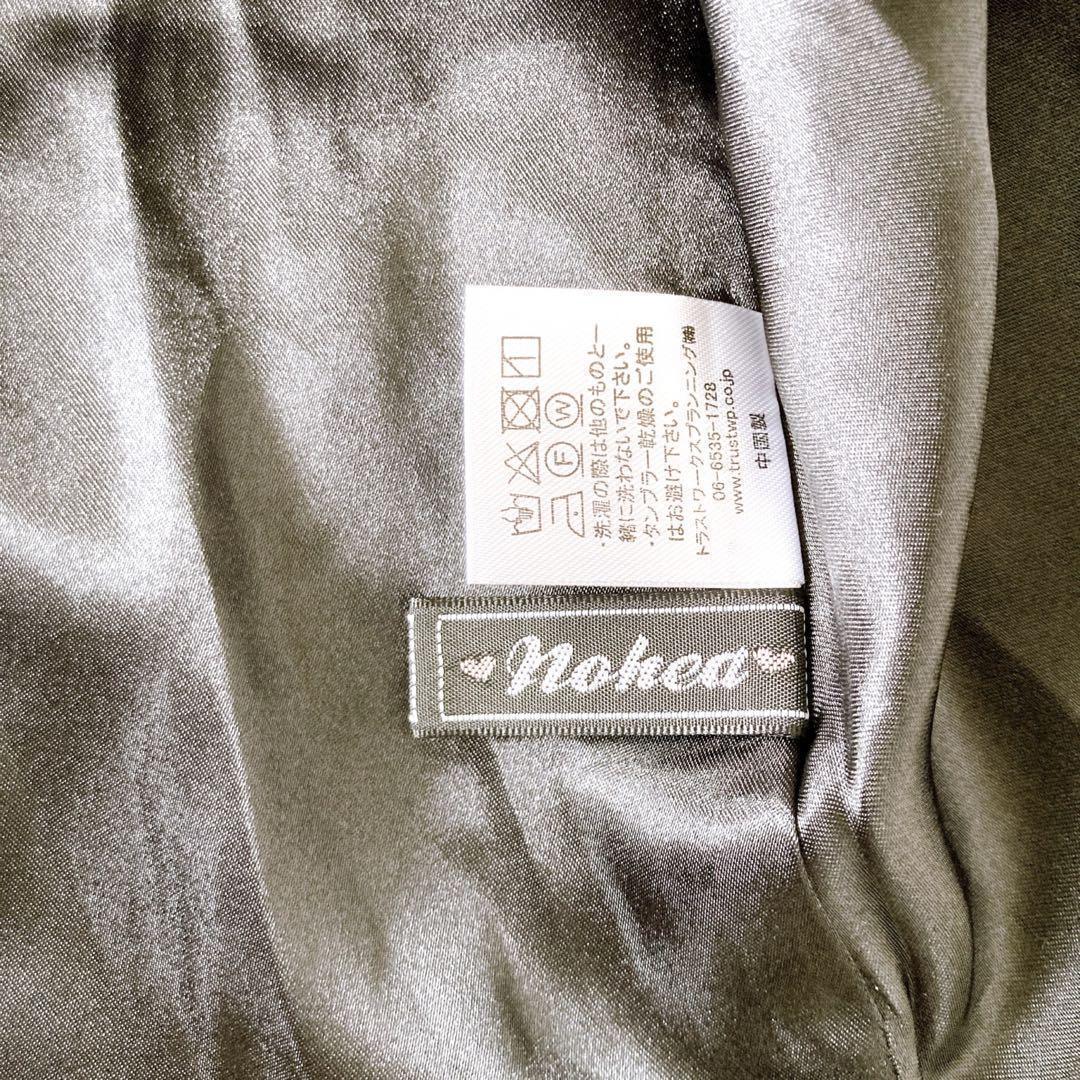 ・洗濯の際は他のものと一
緒に洗わないで下さい。
・タンブラー乾燥のご使用
はお避け下さい。
トラストワークスプランニング㈱
06-6535-1728
www.trustwp.co.jp
中国製
W
F
Nokea